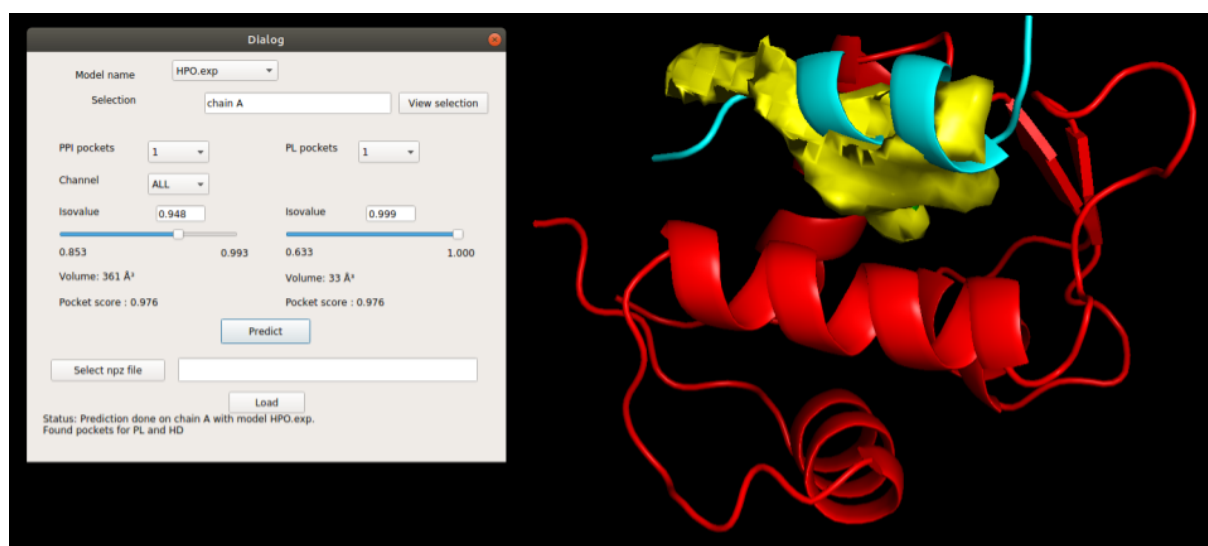 Dialog
Model name HPO.exp
Selection chain A View selection
PPI pockets 1 PL pockets 1
Channel ALL
Isovalue 0.948 Isovalue 0.999
0.853 0.993 0.633 1.000
Volume: 361 Å³ Volume: 33 Å³
Pocket score : 0.976 Pocket score : 0.976
Predict
Select npz file
Load
Status: Prediction done on chain A with model HPO.exp.
Found pockets for PL and HD